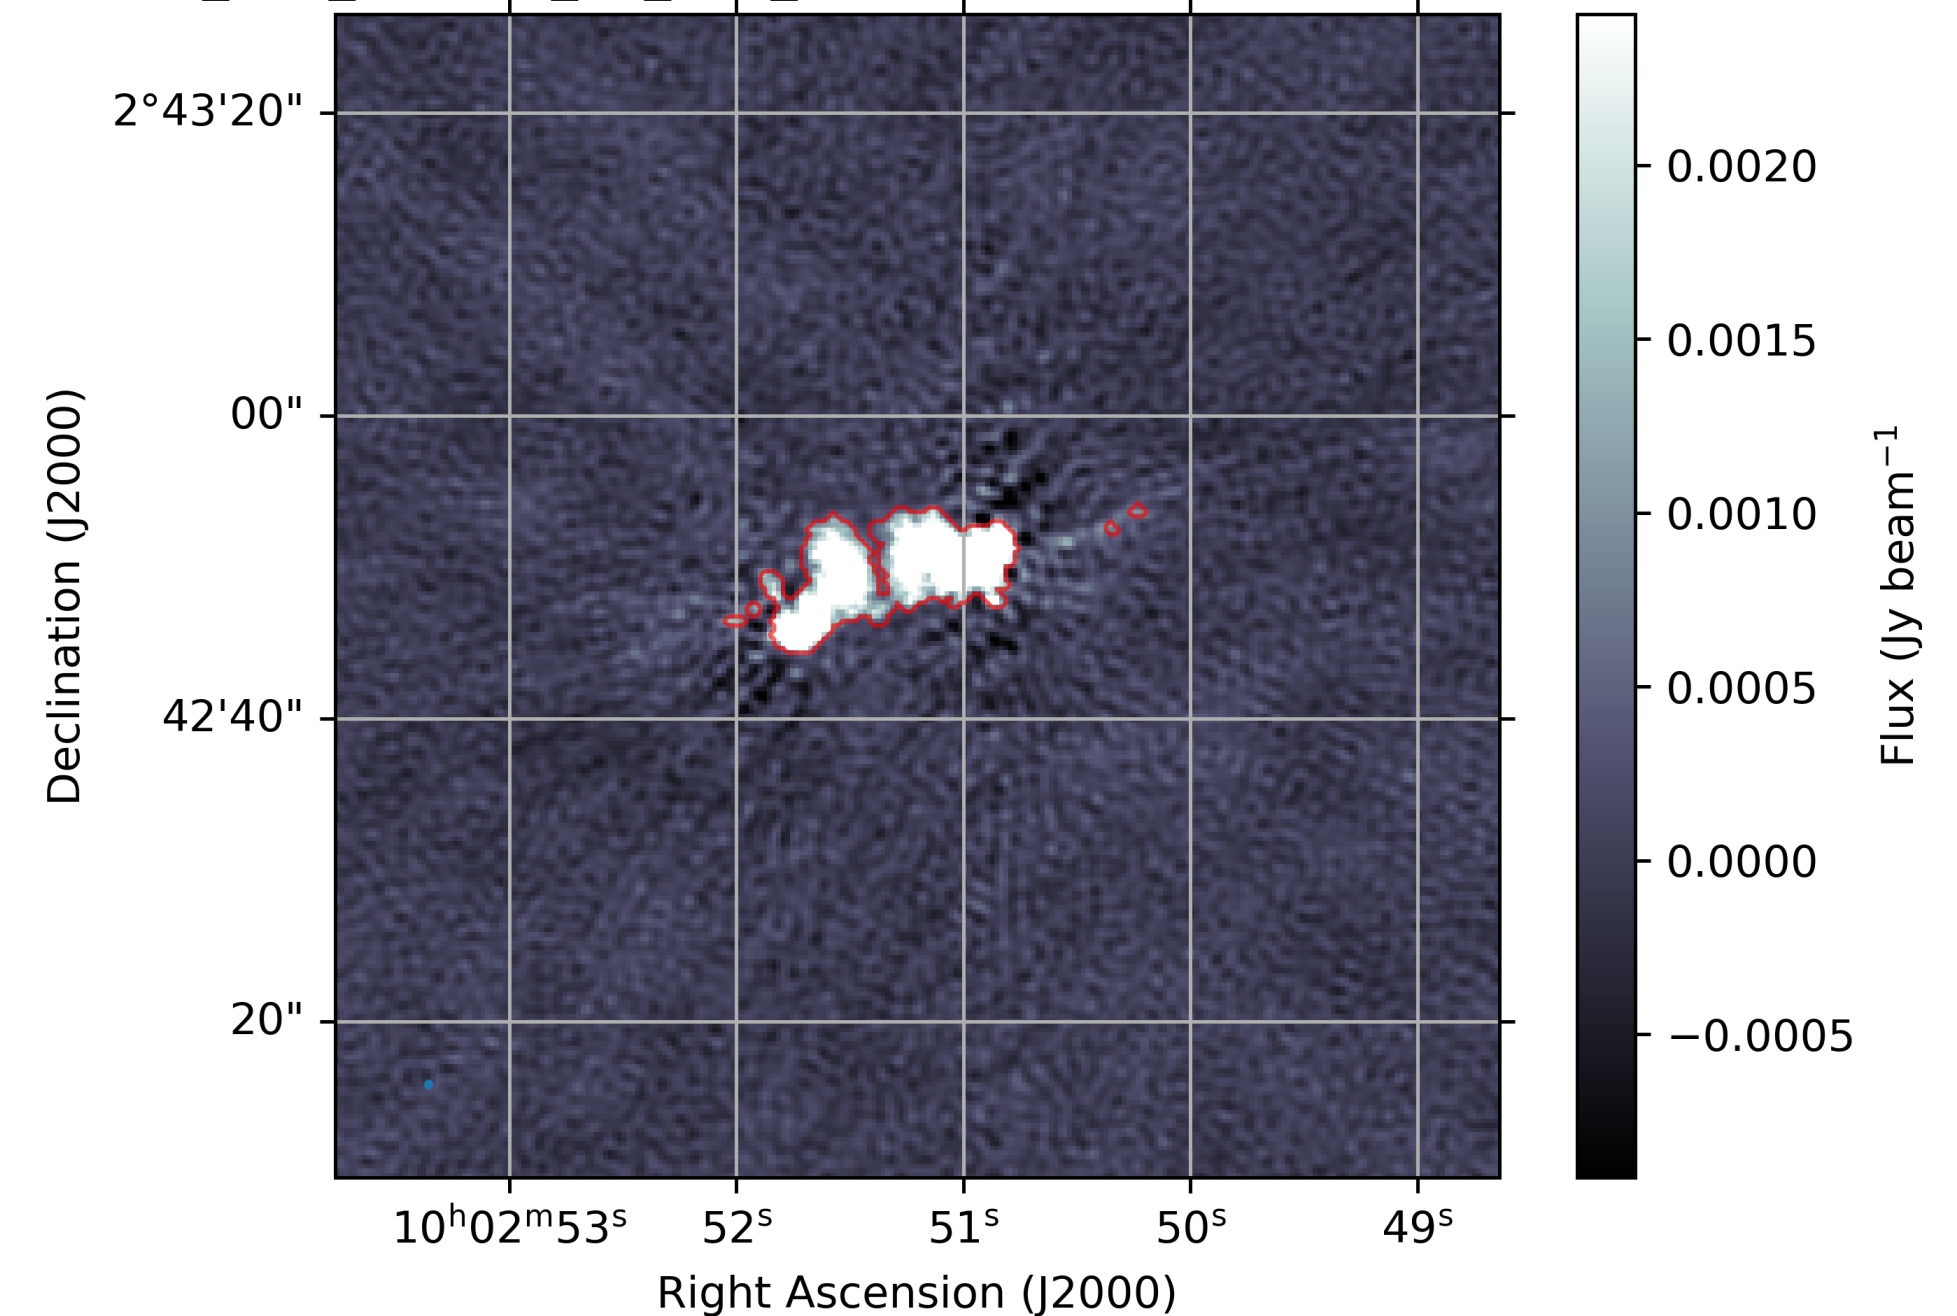 2°43'20"
00"
42'40"
20"
Declination (J2000)
10ʰ02ᵐ53ˢ 52ˢ 51ˢ 50ˢ 49ˢ
Right Ascension (J2000)
0.0020
0.0015
0.0010
0.0005
0.0000
−0.0005
Flux (Jy beam⁻¹)